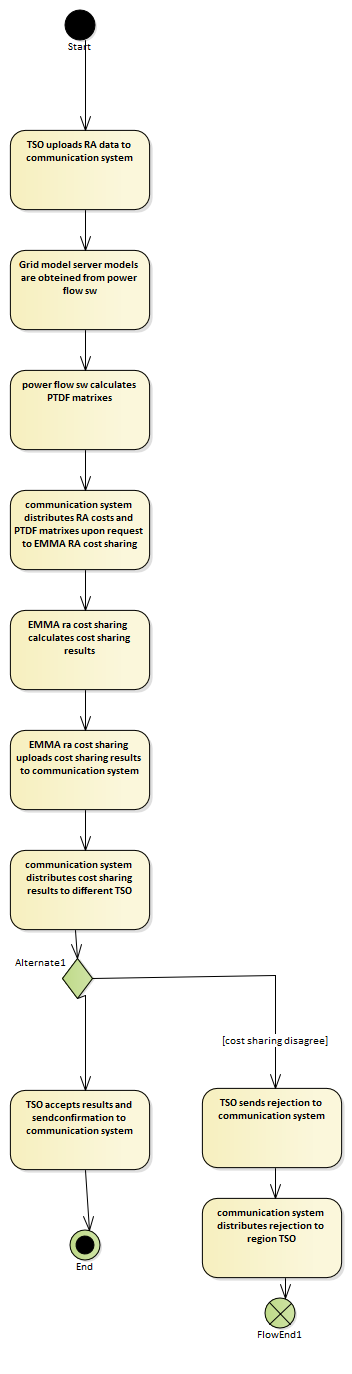 Start
TSO uploads RA data to
communication system
Grid model server models
are obteined from power
flow sw
power flow sw calculates
PTDF matrixes
communication system
distributes RA costs and
PTDF matrixes upon request
to EMMA RA cost sharing
EMMA ra cost sharing
calculates cost sharing
results
EMMA ra cost sharing
uploads cost sharing results
to communication system
communication system
distributes cost sharing
results to different TSO
Alternate1
[cost sharing disagree]
TSO accepts results and
sendconfirmation to
communication system
TSO sends rejection to
communication system
communication system
distributes rejection to
region TSO
End
FlowEnd1